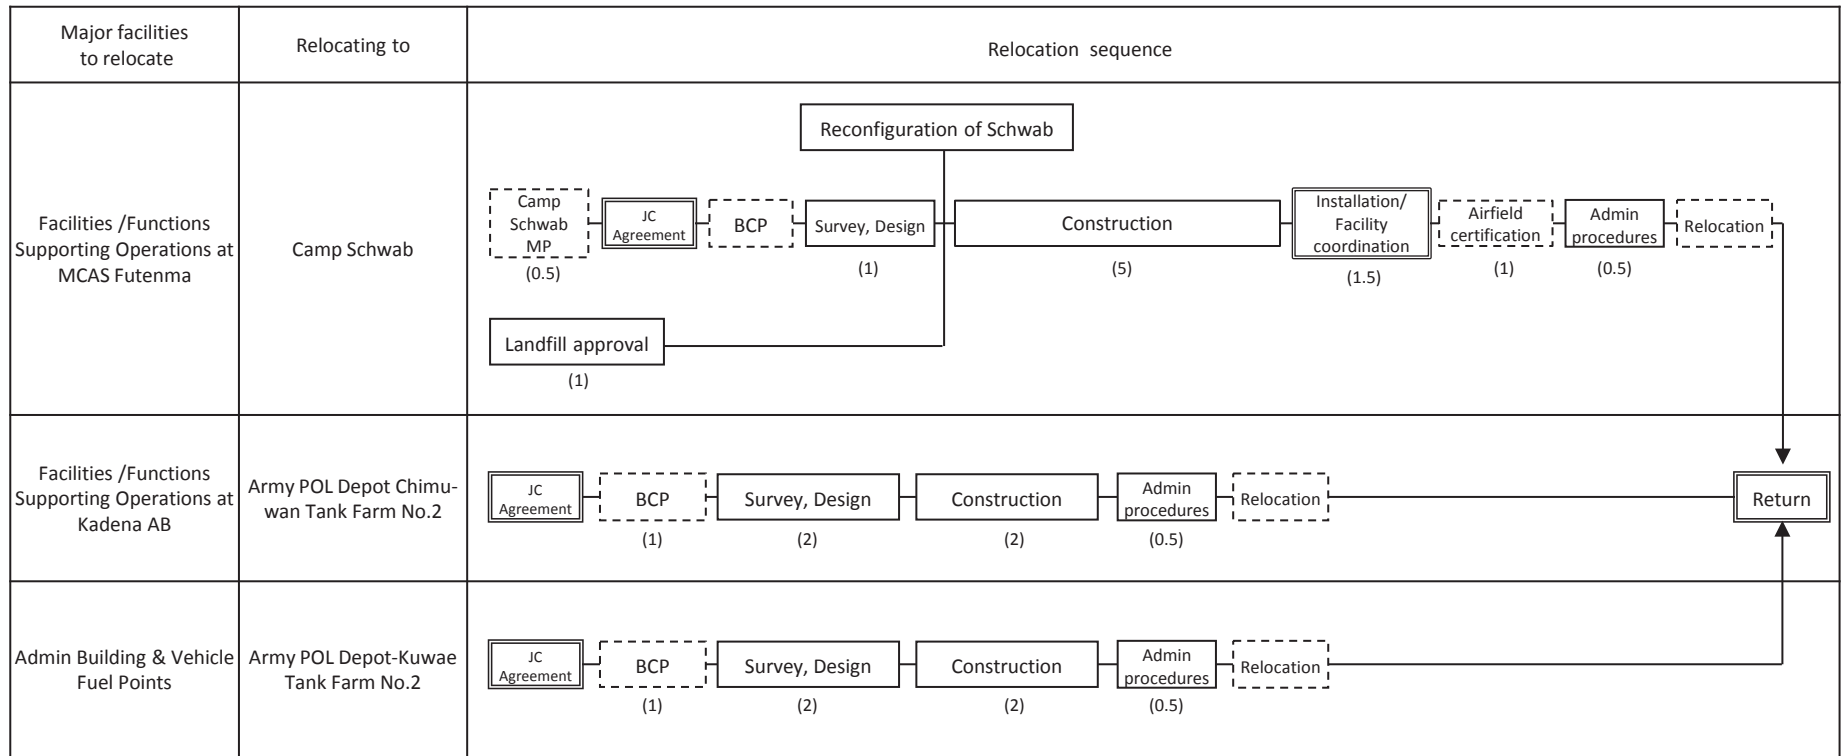 Major facilities
to relocate
Relocating to
Relocation sequence
Facilities /Functions
Supporting Operations at
MCAS Futenma
Camp Schwab
Reconfiguration of Schwab
Camp
Schwab
MP
(0.5)
JC
Agreement
BCP
Survey, Design
(1)
Construction
(5)
Installation/
Facility
coordination
(1.5)
Airfield
certification
(1)
Admin
procedures
(0.5)
Relocation
Landfill approval
(1)
Facilities /Functions
Supporting Operations at
Kadena AB
Army POL Depot Chimu-
wan Tank Farm No.2
JC
Agreement
BCP
(1)
Survey, Design
(2)
Construction
(2)
Admin
procedures
(0.5)
Relocation
Return
Admin Building & Vehicle
Fuel Points
Army POL Depot-Kuwae
Tank Farm No.2
JC
Agreement
BCP
(1)
Survey, Design
(2)
Construction
(2)
Admin
procedures
(0.5)
Relocation